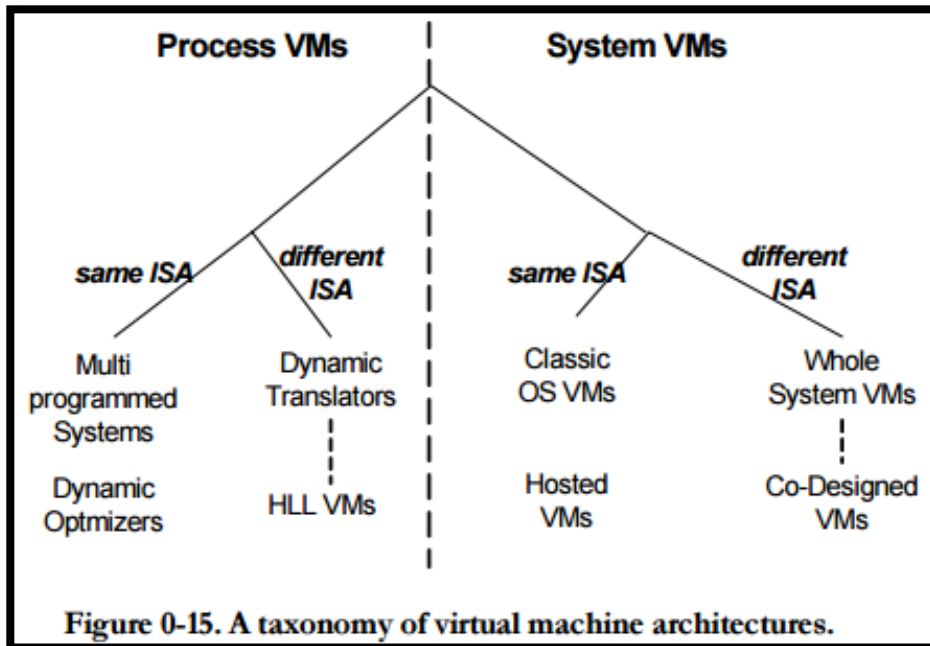 Process VMs
System VMs
same ISA
different
ISA
same ISA
different
ISA
Multi
programmed
Systems
Dynamic
Translators
Classic
OS VMs
Whole
System VMs
Dynamic
Optmizers
HLL VMs
Hosted
VMs
Co-Designed
VMs
Figure 0-15. A taxonomy of virtual machine architectures.